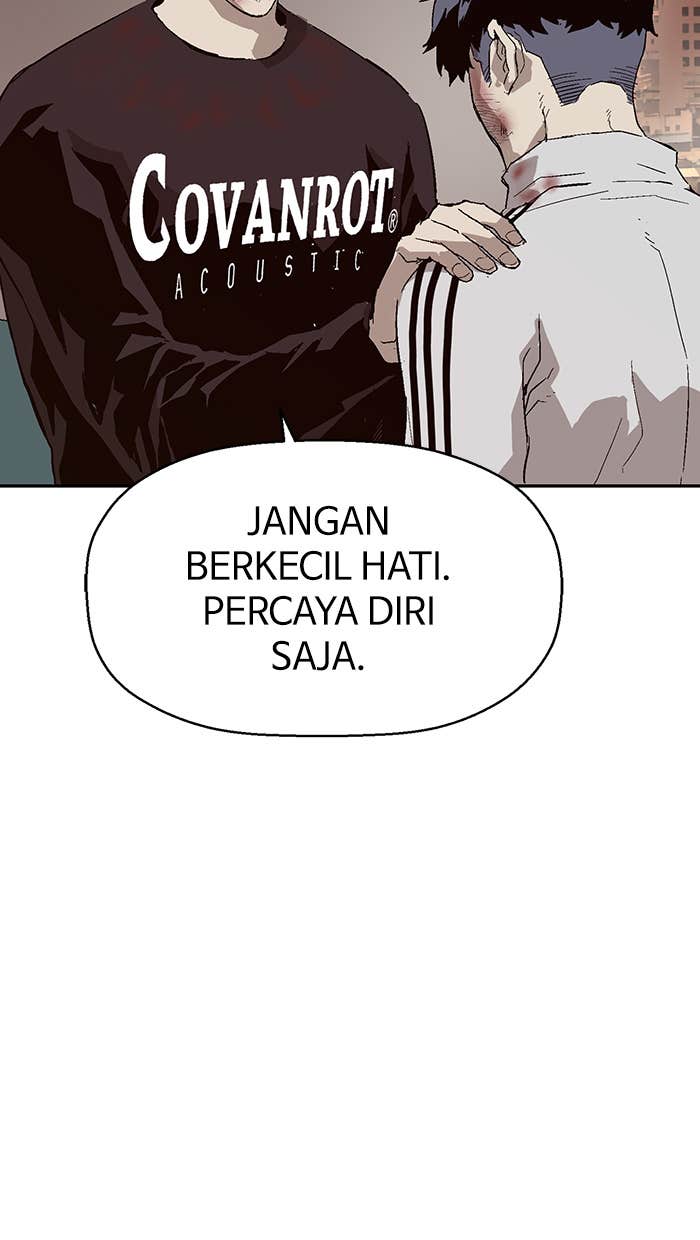 COVANROT®
ACOUSTIC
JANGAN
BERKECIL HATI.
PERCAYA DIRI
SAJA.